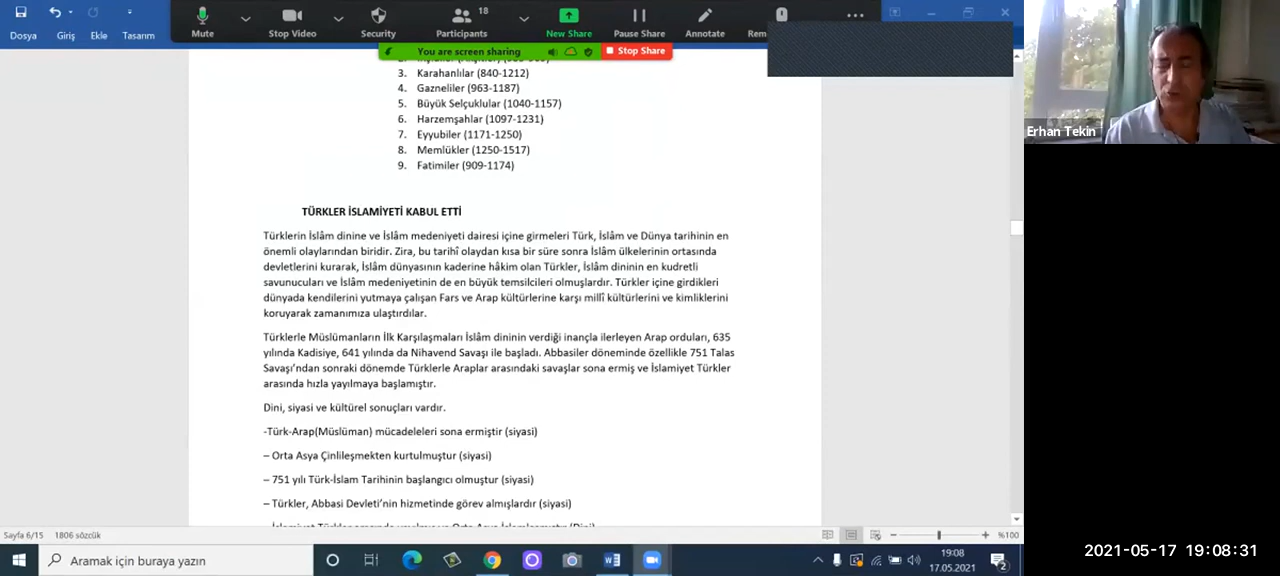 Dosya
Giriş
Ekle
Tasarım
Mute
Stop Video
Security
18
Participants
New Share
Pause Share
Annotate
Rem
You are screen sharing
Stop Share
Erhan Tekin
3. Karahanlılar (840-1212)
4. Gazneliler (963-1187)
5. Büyük Selçuklular (1040-1157)
6. Harzemşahlar (1097-1231)
7. Eyyubiler (1171-1250)
8. Memlükler (1250-1517)
9. Fatimiler (909-1174)
TÜRKLER İSLAMİYETİ KABUL ETTİ
Türklerin İslâm dinine ve İslâm medeniyeti dairesi içine girmeleri Türk, İslâm ve Dünya tarihinin en
önemli olaylarından biridir. Zira, bu tarihî olaydan kısa bir süre sonra İslâm ülkelerinin ortasında
devletlerini kurarak, İslâm dünyasının kaderine hâkim olan Türkler, İslâm dininin en kudretli
savunucuları ve İslâm medeniyetinin de en büyük temsilcileri olmuşlardır. Türkler içine girdikleri
dünyada kendilerini yutmaya çalışan Fars ve Arap kültürlerine karşı millî kültürlerini ve kimliklerini
koruyarak zamanımıza ulaştırdılar.
Türklerle Müslümanların İlk Karşılaşmaları İslâm dininin verdiği inançla ilerleyen Arap orduları, 635
yılında Kadisiye, 641 yılında da Nihavend Savaşı ile başladı. Abbasiler döneminde özellikle 751 Talas
Savaşı’ndan sonraki dönemde Türklerle Araplar arasındaki savaşlar sona ermiş ve İslamiyet Türkler
arasında hızla yayılmaya başlamıştır.
Dini, siyasi ve kültürel sonuçları vardır.
-Türk-Arap(Müslüman) mücadeleleri sona ermiştir (siyasi)
– Orta Asya Çinlileşmekten kurtulmuştur (siyasi)
– 751 yılı Türk-İslam Tarihinin başlangıcı olmuştur (siyasi)
– Türkler, Abbasi Devleti’nin hizmetinde görev almışlardır (siyasi)
Sayfa 6/15 1806 sözcük
%100
Aramak için buraya yazın
19:08
17.05.2021
2
2021-05-17 19:08:31